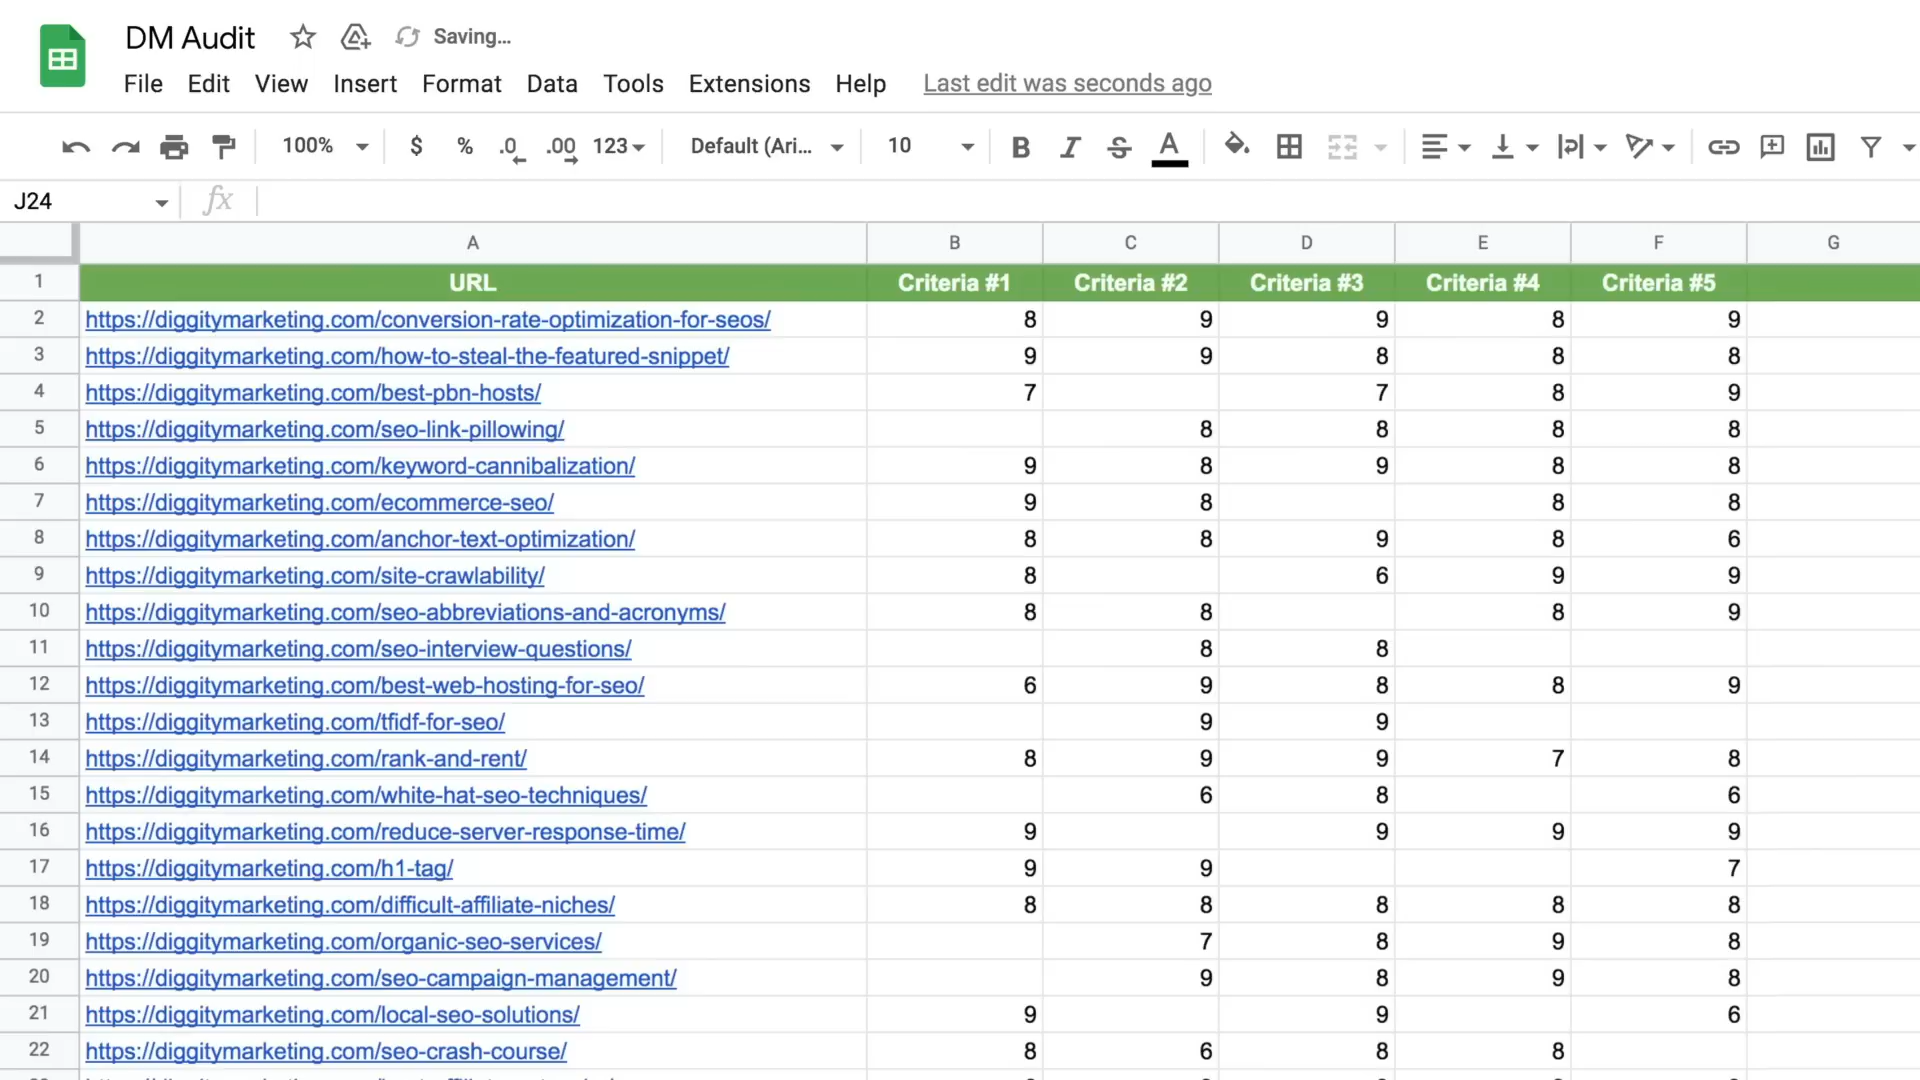 DM Audit Saving...
File Edit View Insert Format Data Tools Extensions Help Last edit was seconds ago
100% $ % .0 .00 123 Default (Ari... 10 B I S A
J24 fx
A B C D E F G
1 URL Criteria #1 Criteria #2 Criteria #3 Criteria #4 Criteria #5
2 https://diggitymarketing.com/conversion-rate-optimization-for-seos/ 8 9 9 8 9
3 https://diggitymarketing.com/how-to-steal-the-featured-snippet/ 9 9 8 8 8
4 https://diggitymarketing.com/best-pbn-hosts/ 7 7 8 9
5 https://diggitymarketing.com/seo-link-pillowing/ 8 8 8 8
6 https://diggitymarketing.com/keyword-cannibalization/ 9 8 9 8 8
7 https://diggitymarketing.com/ecommerce-seo/ 9 8 8 8
8 https://diggitymarketing.com/anchor-text-optimization/ 8 8 9 8 6
9 https://diggitymarketing.com/site-crawlability/ 8 6 9 9
10 https://diggitymarketing.com/seo-abbreviations-and-acronyms/ 8 8 8 9
11 https://diggitymarketing.com/seo-interview-questions/ 8 8
12 https://diggitymarketing.com/best-web-hosting-for-seo/ 6 9 8 8 9
13 https://diggitymarketing.com/tfidf-for-seo/ 9 9
14 https://diggitymarketing.com/rank-and-rent/ 8 9 9 7 8
15 https://diggitymarketing.com/white-hat-seo-techniques/ 6 8 6
16 https://diggitymarketing.com/reduce-server-response-time/ 9 9 9 9
17 https://diggitymarketing.com/h1-tag/ 9 9 7
18 https://diggitymarketing.com/difficult-affiliate-niches/ 8 8 8 8 8
19 https://diggitymarketing.com/organic-seo-services/ 7 8 9 8
20 https://diggitymarketing.com/seo-campaign-management/ 9 8 9 8
21 https://diggitymarketing.com/local-seo-solutions/ 9 9 6
22 https://diggitymarketing.com/seo-crash-course/ 8 6 8 8